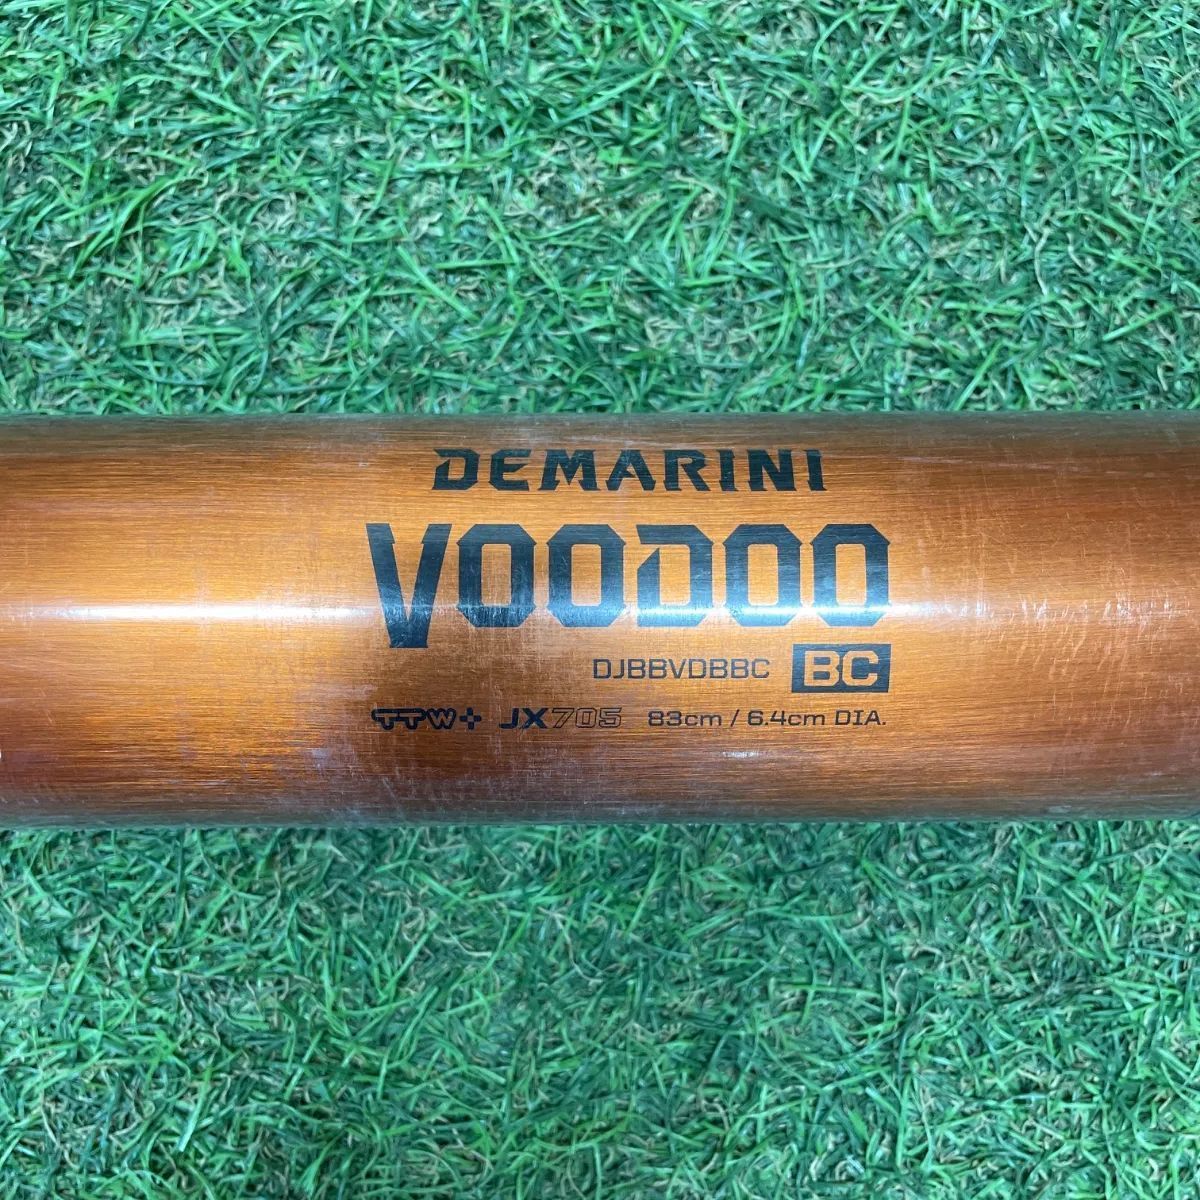 DEMARINI
VOODOO
DJBBVDBBC BC
TTW+ JX705 83cm / 6.4cm DIA.